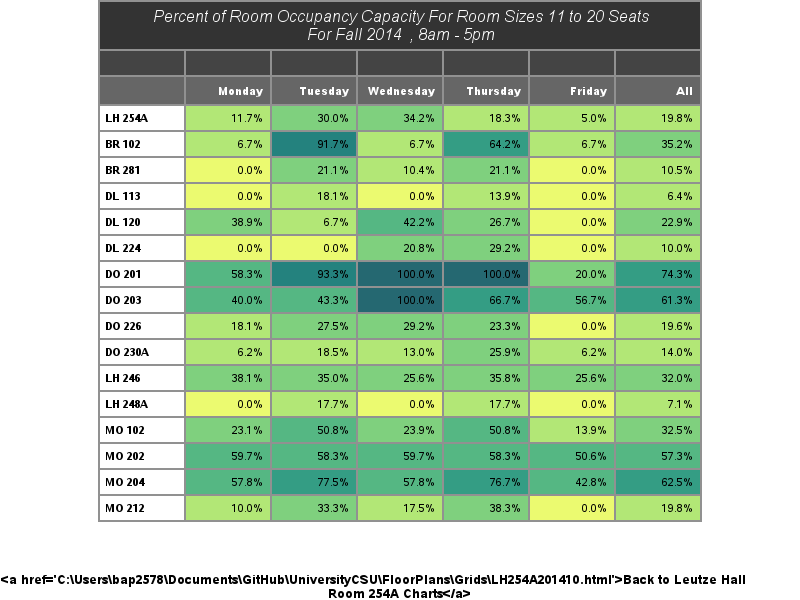 Percent of Room Occupancy Capacity For Room Sizes 11 to 20 Seats
For Fall 2014 , 8am - 5pm
Monday Tuesday Wednesday Thursday Friday All
LH 254A 11.7% 30.0% 34.2% 18.3% 5.0% 19.8%
BR 102 6.7% 91.7% 6.7% 64.2% 6.7% 35.2%
BR 281 0.0% 21.1% 10.4% 21.1% 0.0% 10.5%
DL 113 0.0% 18.1% 0.0% 13.9% 0.0% 6.4%
DL 120 38.9% 6.7% 42.2% 26.7% 0.0% 22.9%
DL 224 0.0% 0.0% 20.8% 29.2% 0.0% 10.0%
DO 201 58.3% 93.3% 100.0% 100.0% 20.0% 74.3%
DO 203 40.0% 43.3% 100.0% 66.7% 56.7% 61.3%
DO 226 18.1% 27.5% 29.2% 23.3% 0.0% 19.6%
DO 230A 6.2% 18.5% 13.0% 25.9% 6.2% 14.0%
LH 246 38.1% 35.0% 25.6% 35.8% 25.6% 32.0%
LH 248A 0.0% 17.7% 0.0% 17.7% 0.0% 7.1%
MO 102 23.1% 50.8% 23.9% 50.8% 13.9% 32.5%
MO 202 59.7% 58.3% 59.7% 58.3% 50.6% 57.3%
MO 204 57.8% 77.5% 57.8% 76.7% 42.8% 62.5%
MO 212 10.0% 33.3% 17.5% 38.3% 0.0% 19.8%
<a href='C:\Users\bap2578\Documents\GitHub\UniversityCSU\FloorPlans\Grids\LH254A201410.html'>Back to Leutze Hall
Room 254A Charts</a>